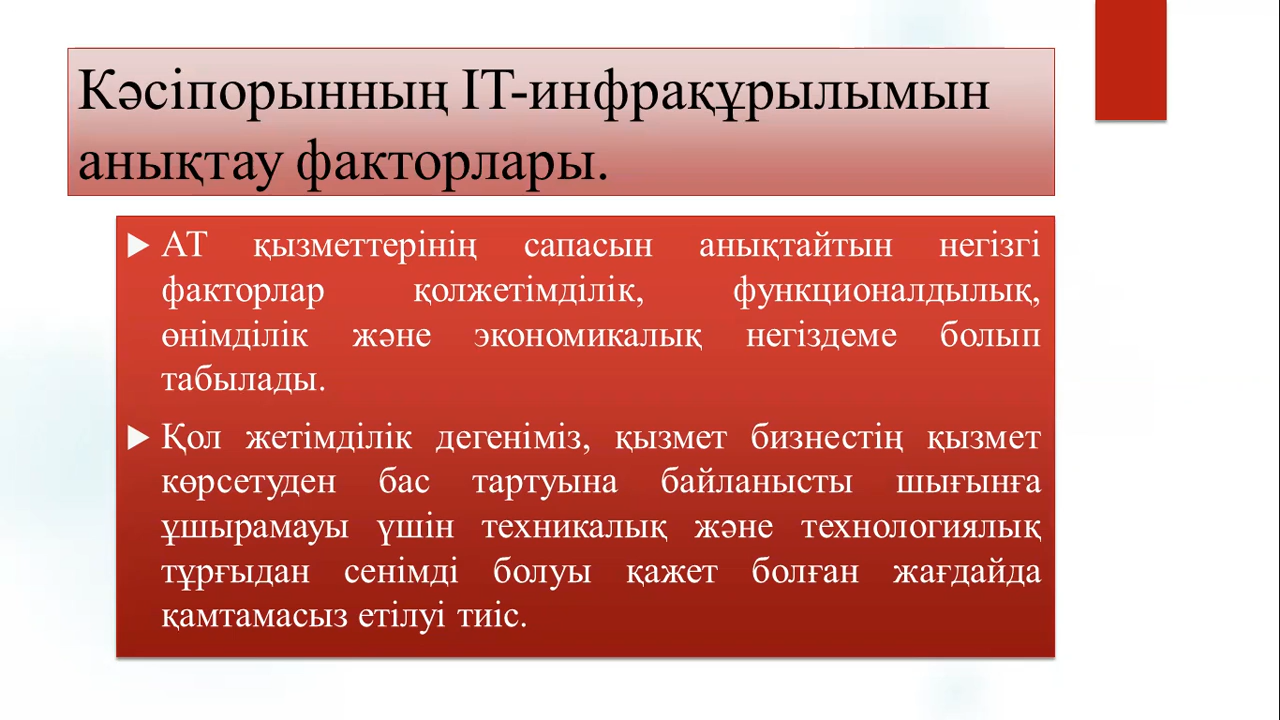 Кәсіпорынның IT-инфрақұрылымын
анықтау факторлары.
АТ қызметтерінің сапасын анықтайтын негізгі
факторлар қолжетімділік, функционалдылық,
өнімділік және экономикалық негіздеме болып
табылады.
Қол жетімділік дегеніміз, қызмет бизнестің қызмет
көрсетуден бас тартуына байланысты шығынға
ұшырамауы үшін техникалық және технологиялық
тұрғыдан сенімді болуы қажет болған жағдайда
қамтамасыз етілуі тиіс.